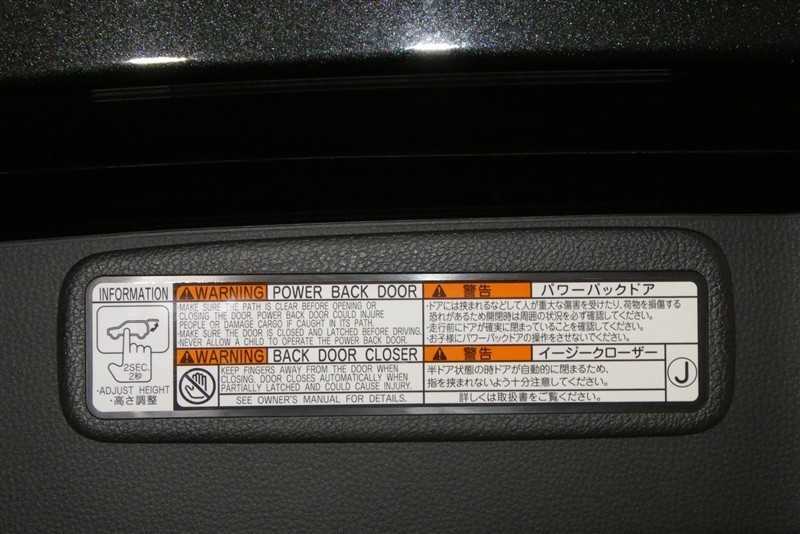 INFORMATION
2SEC.
2秒
·ADJUST HEIGHT
·高さ調整
WARNING POWER BACK DOOR
·MAKE SURE THE PATH IS CLEAR BEFORE OPENING OR
CLOSING THE DOOR. POWER BACK DOOR COULD INJURE
PEOPLE OR DAMAGE CARGO IF CAUGHT IN ITS PATH.
·MAKE SURE THE DOOR IS CLOSED AND LATCHED BEFORE DRIVING.
·NEVER ALLOW A CHILD TO OPERATE THE POWER BACK DOOR.
WARNING BACK DOOR CLOSER
KEEP FINGERS AWAY FROM THE DOOR WHEN
CLOSING. DOOR CLOSES AUTOMATICALLY WHEN
PARTIALLY LATCHED AND COULD CAUSE INJURY.
SEE OWNER'S MANUAL FOR DETAILS.
警告 パワーバックドア
·ドアには挟まれるなどして人が重大な傷害を受けたり、荷物を損傷する
恐れがあるため開閉時は周囲の状況を必ず確認してください。
·走行前にドアが確実に閉まっていることを確認してください。
·お子様にパワーバックドアの操作をさせないでください。
警告 イージークローザー
半ドア状態の時ドアが自動的に閉まるため、
指を挟まれないよう十分注意してください。
詳しくは取扱書をご覧ください。
J